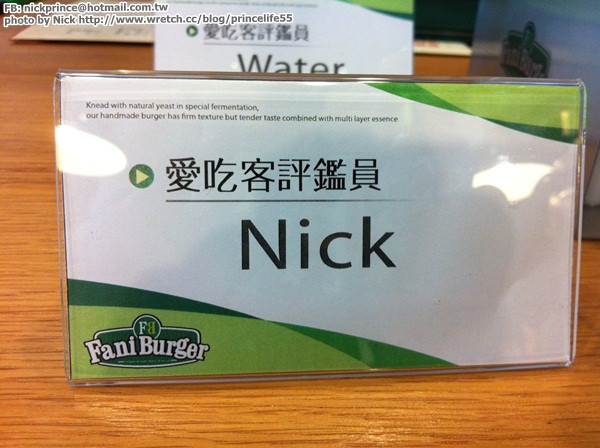 FB: nickprince@hotmail.com.tw
photo by Nick http://www.wretch.cc/blog/princelife55
愛吃客評鑑員
Water
Knead with natural yeast in special fermentation,
our handmade burger has firm texture but tender taste combined with multi layer essence
愛吃客評鑑員
Nick
FB
Fani Burger